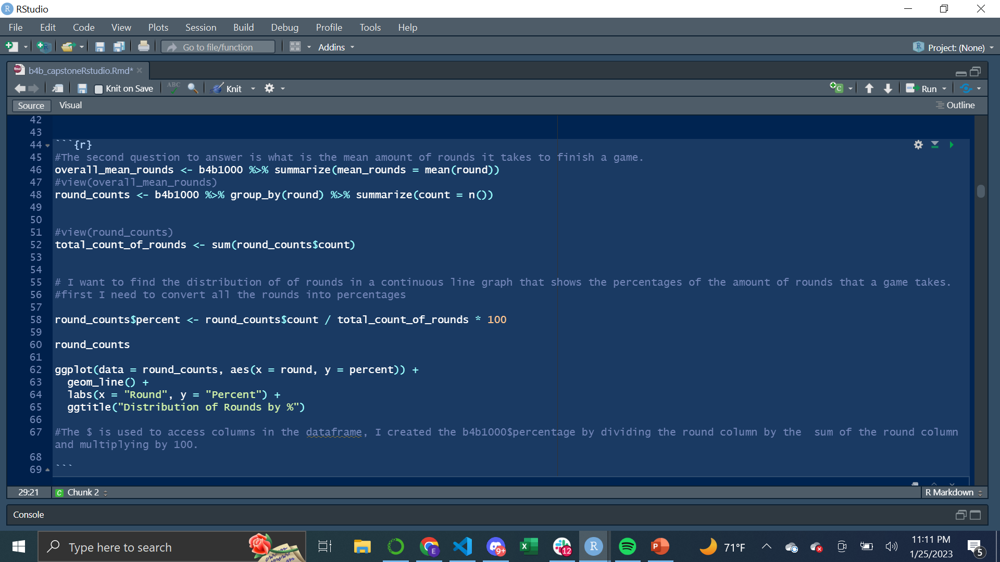 RStudio
File Edit Code View Plots Session Build Debug Profile Tools Help
Go to file/function Addins Project: (None)
b4b_capstoneRstudio.Rmd*
Knit on Save ABC Knit Run
Source Visual Outline
42
43
44 ```{r}
45 #The second question to answer is what is the mean amount of rounds it takes to finish a game.
46 overall_mean_rounds <- b4b1000 %>% summarize(mean_rounds = mean(round))
47 #view(overall_mean_rounds)
48 round_counts <- b4b1000 %>% group_by(round) %>% summarize(count = n())
49
50
51 #view(round_counts)
52 total_count_of_rounds <- sum(round_counts$count)
53
54
55 # I want to find the distribution of of rounds in a continuous line graph that shows the percentages of the amount of rounds that a game takes.
56 #first I need to convert all the rounds into percentages
57
58 round_counts$percent <- round_counts$count / total_count_of_rounds * 100
59
60 round_counts
61
62 ggplot(data = round_counts, aes(x = round, y = percent)) +
63   geom_line() +
64   labs(x = "Round", y = "Percent") +
65   ggtitle("Distribution of Rounds by %")
66
67 #The $ is used to access columns in the dataframe, I created the b4b1000$percentage by dividing the round column by the  sum of the round column
and multiplying by 100.
68
69 ```
29:21 C Chunk 2 R Markdown
Console
Type here to search
E 9+ 12 R P 71°F 11:11 PM
1/25/2023 5